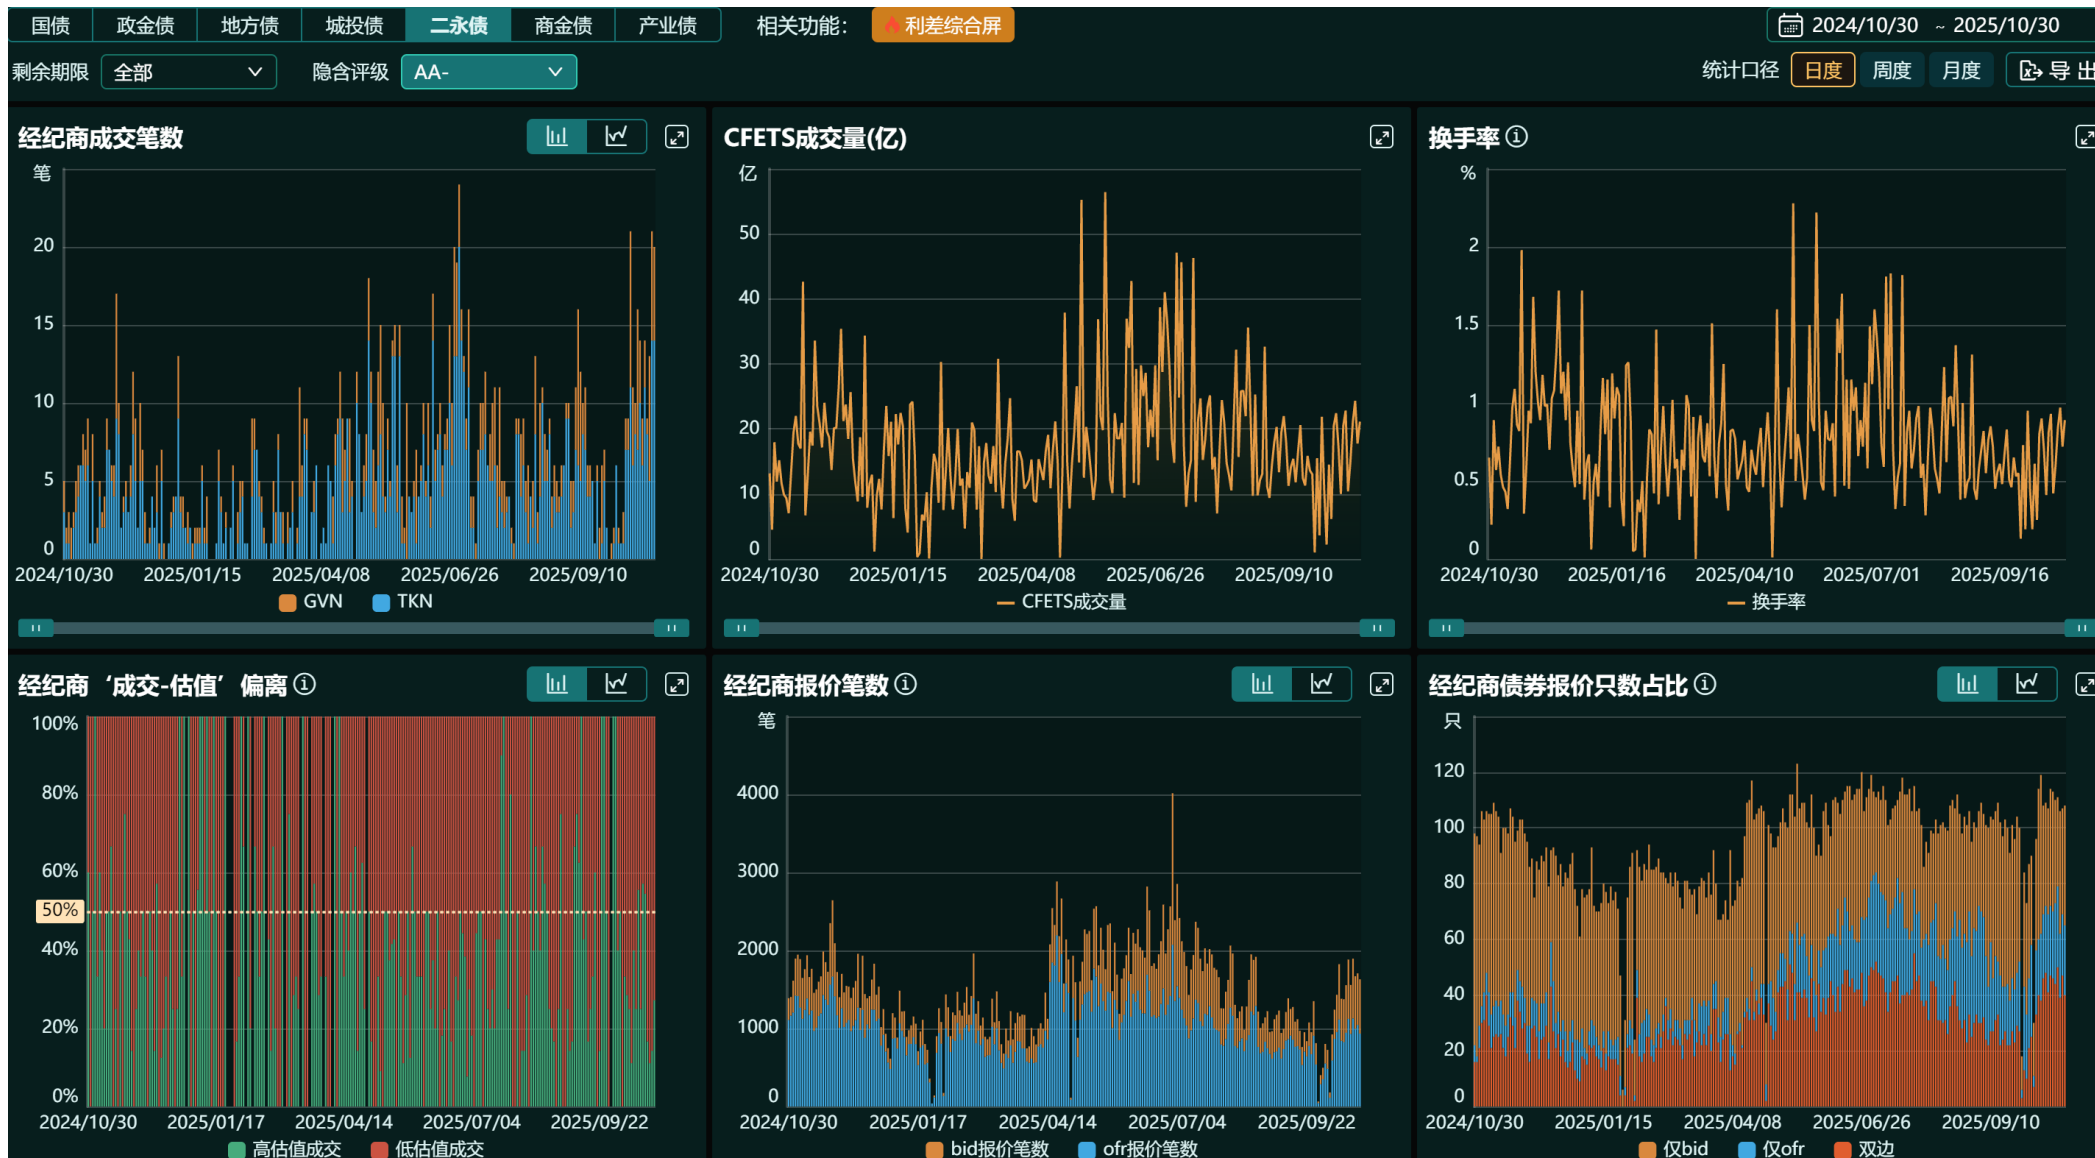 国债 政金债 地方债 城投债 二永债 商金债 产业债 相关功能： 利差综合屏 2024/10/30 ~ 2025/10/30
剩余期限 全部 隐含评级 AA- 统计口径 日度 周度 月度 导 出
经纪商成交笔数
笔
20
15
10
5
0
2024/10/30 2025/01/15 2025/04/08 2025/06/26 2025/09/10
GVN TKN
CFETS成交量(亿)
亿
50
40
30
20
10
0
2024/10/30 2025/01/15 2025/04/08 2025/06/26 2025/09/10
CFETS成交量
换手率
%
2
1.5
1
0.5
0
2024/10/30 2025/01/16 2025/04/10 2025/07/01 2025/09/16
换手率
经纪商‘成交-估值’偏离
100%
80%
60%
50%
40%
20%
0%
2024/10/30 2025/01/17 2025/04/14 2025/07/04 2025/09/22
高估值成交 低估值成交
经纪商报价笔数
笔
4000
3000
2000
1000
0
2024/10/30 2025/01/17 2025/04/14 2025/07/04 2025/09/22
bid报价笔数 ofr报价笔数
经纪商债券报价只数占比
只
120
100
80
60
40
20
0
2024/10/30 2025/01/15 2025/04/08 2025/06/26 2025/09/10
仅bid 仅ofr 双边